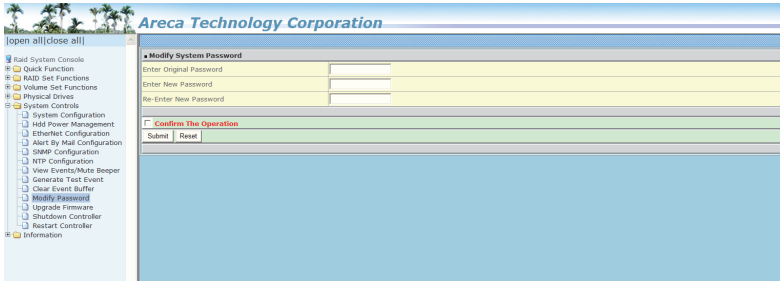 Areca Technology Corporation
|open all|close all|
Raid System Console
Quick Function
RAID Set Functions
Volume Set Functions
Physical Drives
System Controls
System Configuration
Hdd Power Management
EtherNet Configuration
Alert By Mail Configuration
SNMP Configuration
NTP Configuration
View Events/Mute Beeper
Generate Test Event
Clear Event Buffer
Modify Password
Upgrade Firmware
Shutdown Controller
Restart Controller
Information
Modify System Password
Enter Original Password
Enter New Password
Re-Enter New Password
Confirm The Operation
Submit Reset